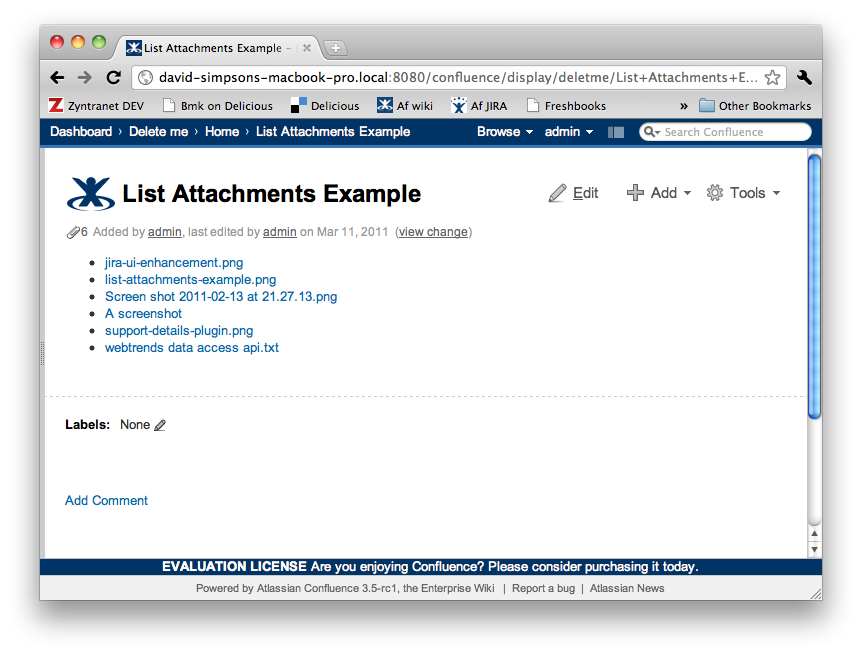 List Attachments Example –
david-simpsons-macbook-pro.local:8080/confluence/display/deletme/List+Attachments+E...
Zyntranet DEV Bmk on Delicious Delicious Af wiki Af JIRA Freshbooks » Other Bookmarks
Dashboard › Delete me › Home › List Attachments Example Browse admin Search Confluence
List Attachments Example Edit Add Tools
6 Added by admin, last edited by admin on Mar 11, 2011 (view change)
• jira-ui-enhancement.png
• list-attachments-example.png
• Screen shot 2011-02-13 at 21.27.13.png
• A screenshot
• support-details-plugin.png
• webtrends data access api.txt
Labels: None
Add Comment
EVALUATION LICENSE Are you enjoying Confluence? Please consider purchasing it today.
Powered by Atlassian Confluence 3.5-rc1, the Enterprise Wiki | Report a bug | Atlassian News